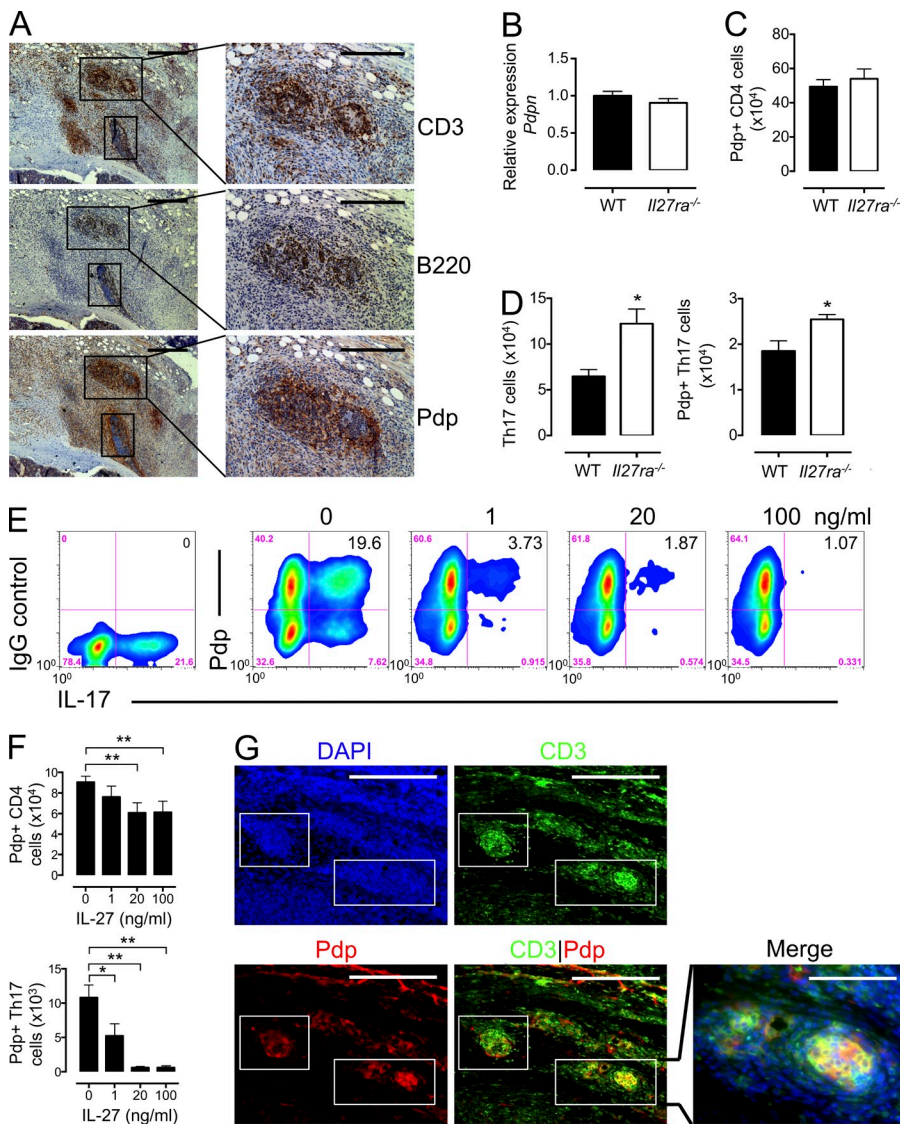 A
CD3
B220
Pdp
B
Relative expression
Pdpn
1.5
1.0
0.5
0.0
WT
Il27ra-/-
C
Pdp+ CD4 cells
(x10⁴)
80
60
40
20
0
WT
Il27ra-/-
D
Th17 cells (x10⁴)
15
10
5
0
*
WT
Il27ra-/-
Pdp+ Th17 cells
(x10⁴)
3
2
1
0
*
WT
Il27ra-/-
E
0 1 20 100 ng/ml
IgG control
0 0
78.4 21.6
10⁰
10⁰
Pdp
40.2 19.6
32.6 7.62
10⁰
10⁰
60.6 3.73
34.8 0.915
10⁰
61.8 1.87
35.8 0.574
10⁰
64.1 1.07
34.5 0.331
10⁰
IL-17
F
Pdp+ CD4
cells (x10⁴)
10
8
6
4
2
0
**
**
0 1 20 100
IL-27 (ng/ml)
Pdp+ Th17
cells (x10³)
15
10
5
0
**
**
*
0 1 20 100
IL-27 (ng/ml)
G
DAPI
CD3
Pdp
CD3|Pdp
Merge